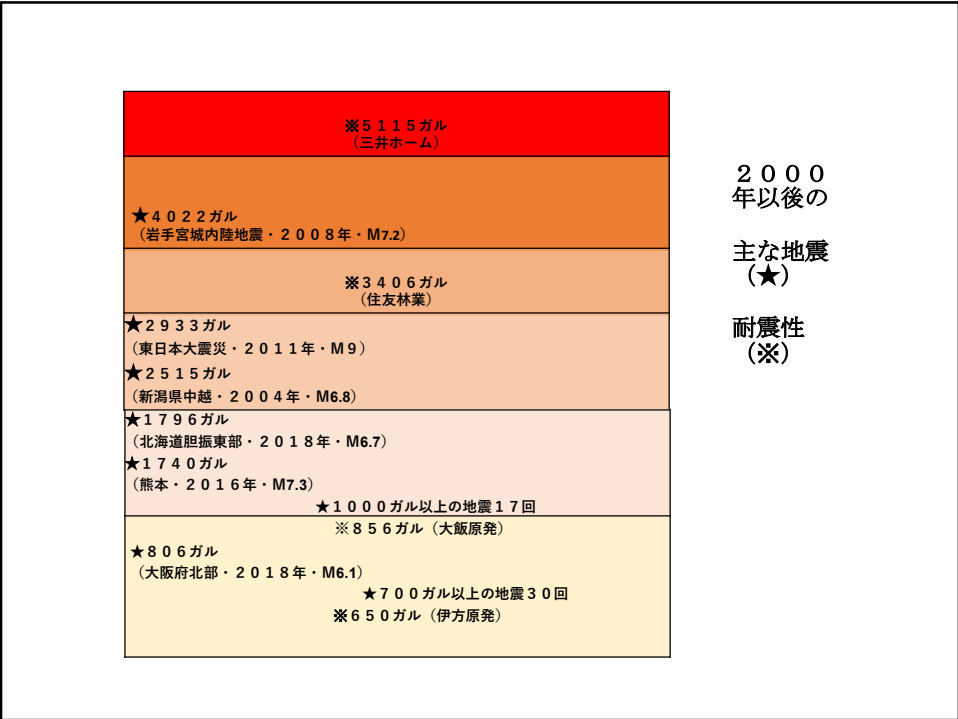 ※５１１５ガル
（三井ホーム）
★４０２２ガル
（岩手宮城内陸地震・２００８年・M7.2）
※３４０６ガル
（住友林業）
★２９３３ガル
（東日本大震災・２０１１年・M９）
★２５１５ガル
（新潟県中越・２００４年・M6.8）
★１７９６ガル
（北海道胆振東部・２０１８年・M6.7）
★１７４０ガル
（熊本・２０１６年・M7.3）
★１０００ガル以上の地震１７回
※８５６ガル（大飯原発）
★８０６ガル
（大阪府北部・２０１８年・M6.1）
★７００ガル以上の地震３０回
※６５０ガル（伊方原発）
２０００
年以後の
主な地震
（★）
耐震性
（※）